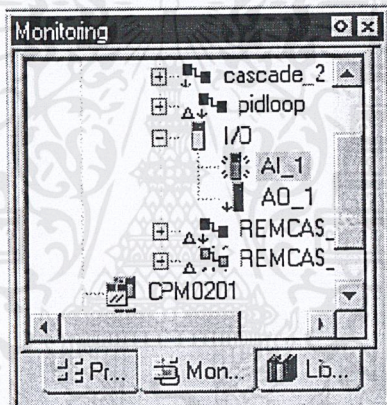 Monitoring
cascade_2
pidloop
I/O
AI_1
AO_1
REMCAS_
REMCAS_
CPM0201
Pr... Mon... Lib...